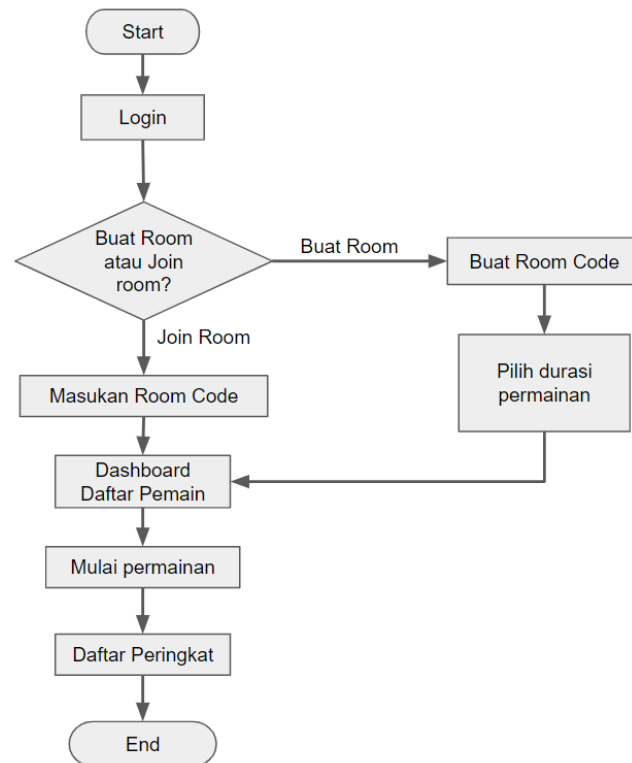 Start
Login
Buat Room
atau Join
room?
Buat Room
Buat Room Code
Join Room
Pilih durasi
permainan
Masukan Room Code
Dashboard
Daftar Pemain
Mulai permainan
Daftar Peringkat
End